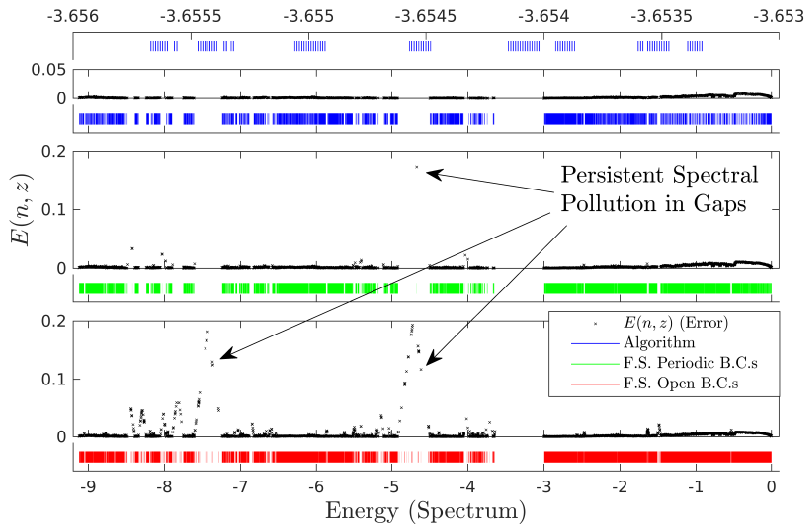 -3.656 -3.6555 -3.655 -3.6545 -3.654 -3.6535 -3.653
0.05
0
0.2
Persistent Spectral
Pollution in Gaps
0.1
E(n, z)
0
0.2
E(n, z) (Error)
Algorithm
0.1
F.S. Periodic B.C.s
F.S. Open B.C.s
0
-9 -8 -7 -6 -5 -4 -3 -2 -1 0
Energy (Spectrum)